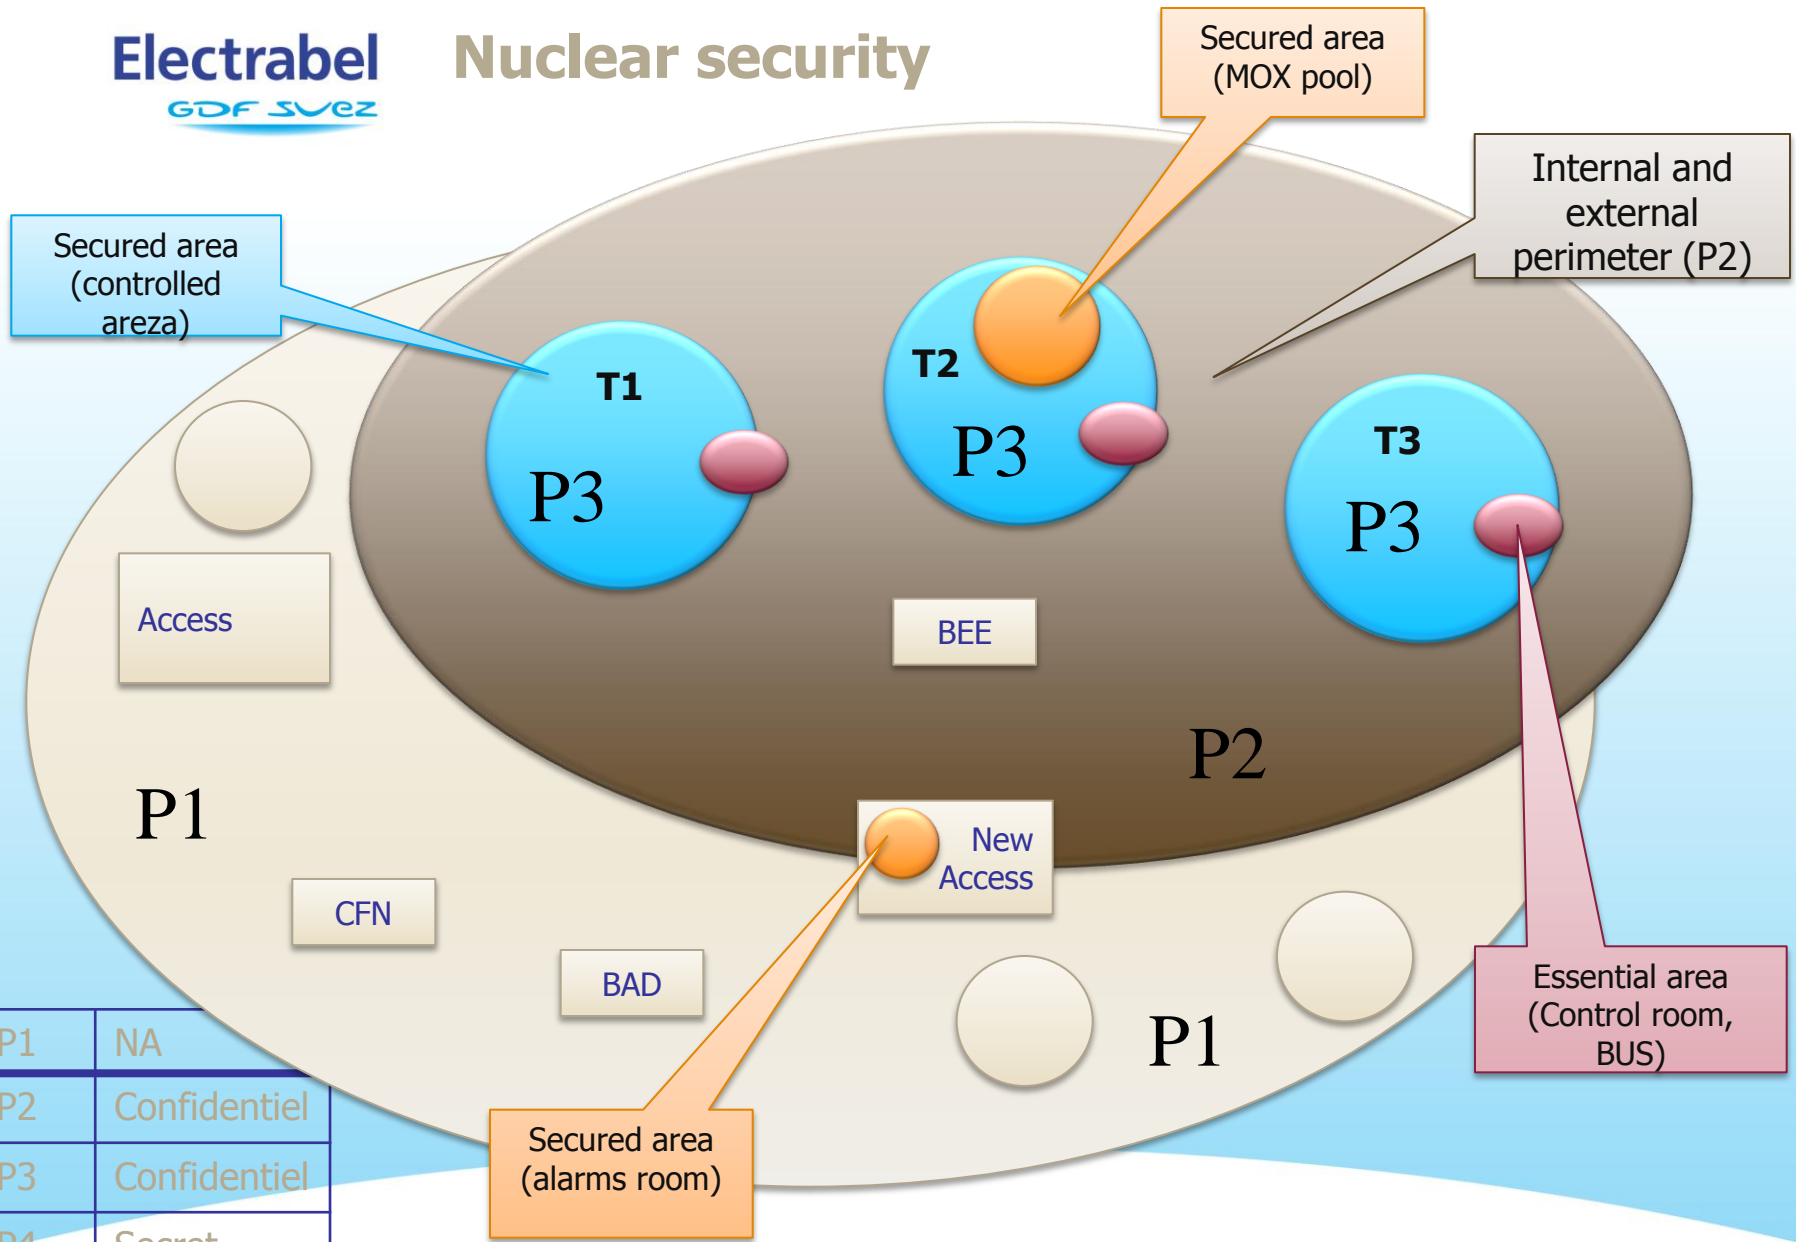 Electrabel
GDF SUEZ
Nuclear security
Secured area
(MOX pool)
Internal and
external
perimeter (P2)
Secured area
(controlled
areza)
T1
P3
T2
P3
T3
P3
Access
BEE
P2
P1
New
Access
CFN
BAD
P1
Essential area
(Control room,
BUS)
Secured area
(alarms room)
P1 NA
P2 Confidentiel
P3 Confidentiel
P4 Secret